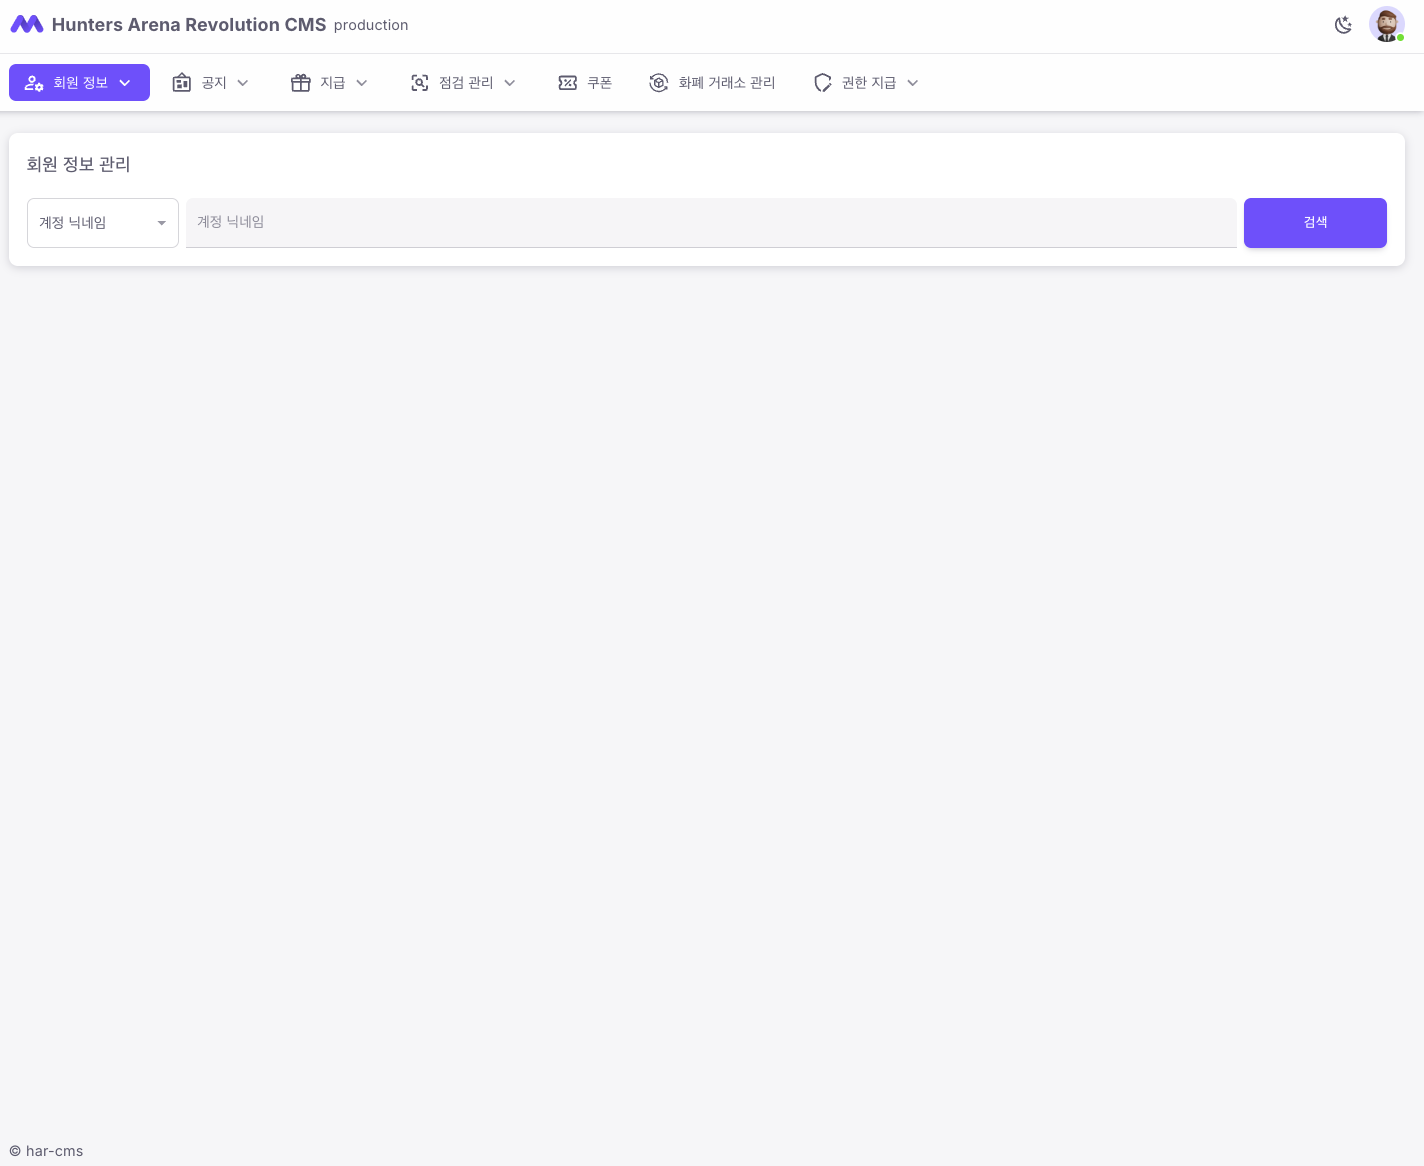 Hunters Arena Revolution CMS production
회원 정보 공지 지급 점검 관리 쿠폰 화폐 거래소 관리 권한 지급
회원 정보 관리
계정 닉네임 계정 닉네임 검색
© har-cms